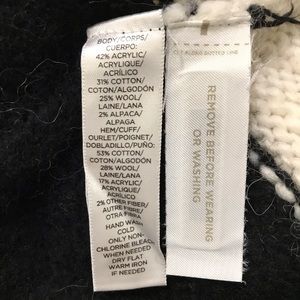 BODY/CORPS/
CUERPO:
42% ACRYLIC/
ACRYLIQUE/
ACRÍLICO
31% COTTON/
COTON/ALGODÓN
25% WOOL/
LAINE/LANA
2% ALPACA/
ALPAGA
HEM/CUFF/
OURLET/POIGNET/
DOBLADILLO/PUÑO:
53% COTTON/
COTON/ALGODÓN
28% WOOL/
LAINE/LANA
17% ACRYLIC/
ACRYLIQUE/
ACRÍLICO
2% OTHER FIBER/
AUTRE FIBRE/
OTRA FIBRA
HAND WASH
COLD
ONLY NON-
CHLORINE BLEACH
WHEN NEEDED
DRY FLAT
WARM IRON
IF NEEDED
CUT ALONG DOTTED LINE
REMOVE BEFORE WEARING
OR WASHING